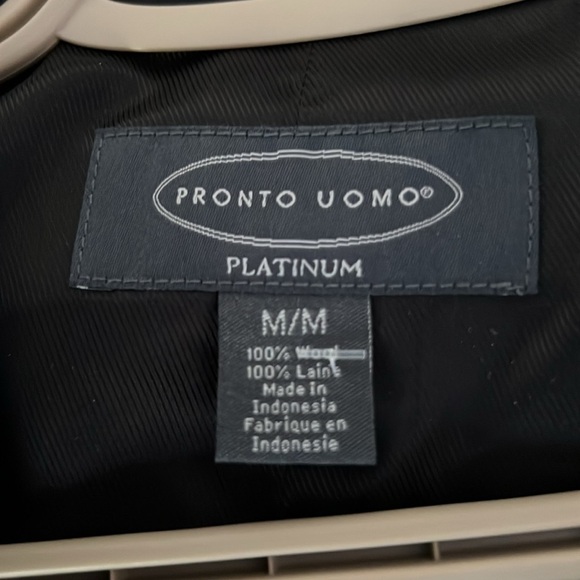 PRONTO UOMO®
PLATINUM
M/M
100% Wool
100% Laine
Made in
Indonesia
Fabrique en
Indonesie